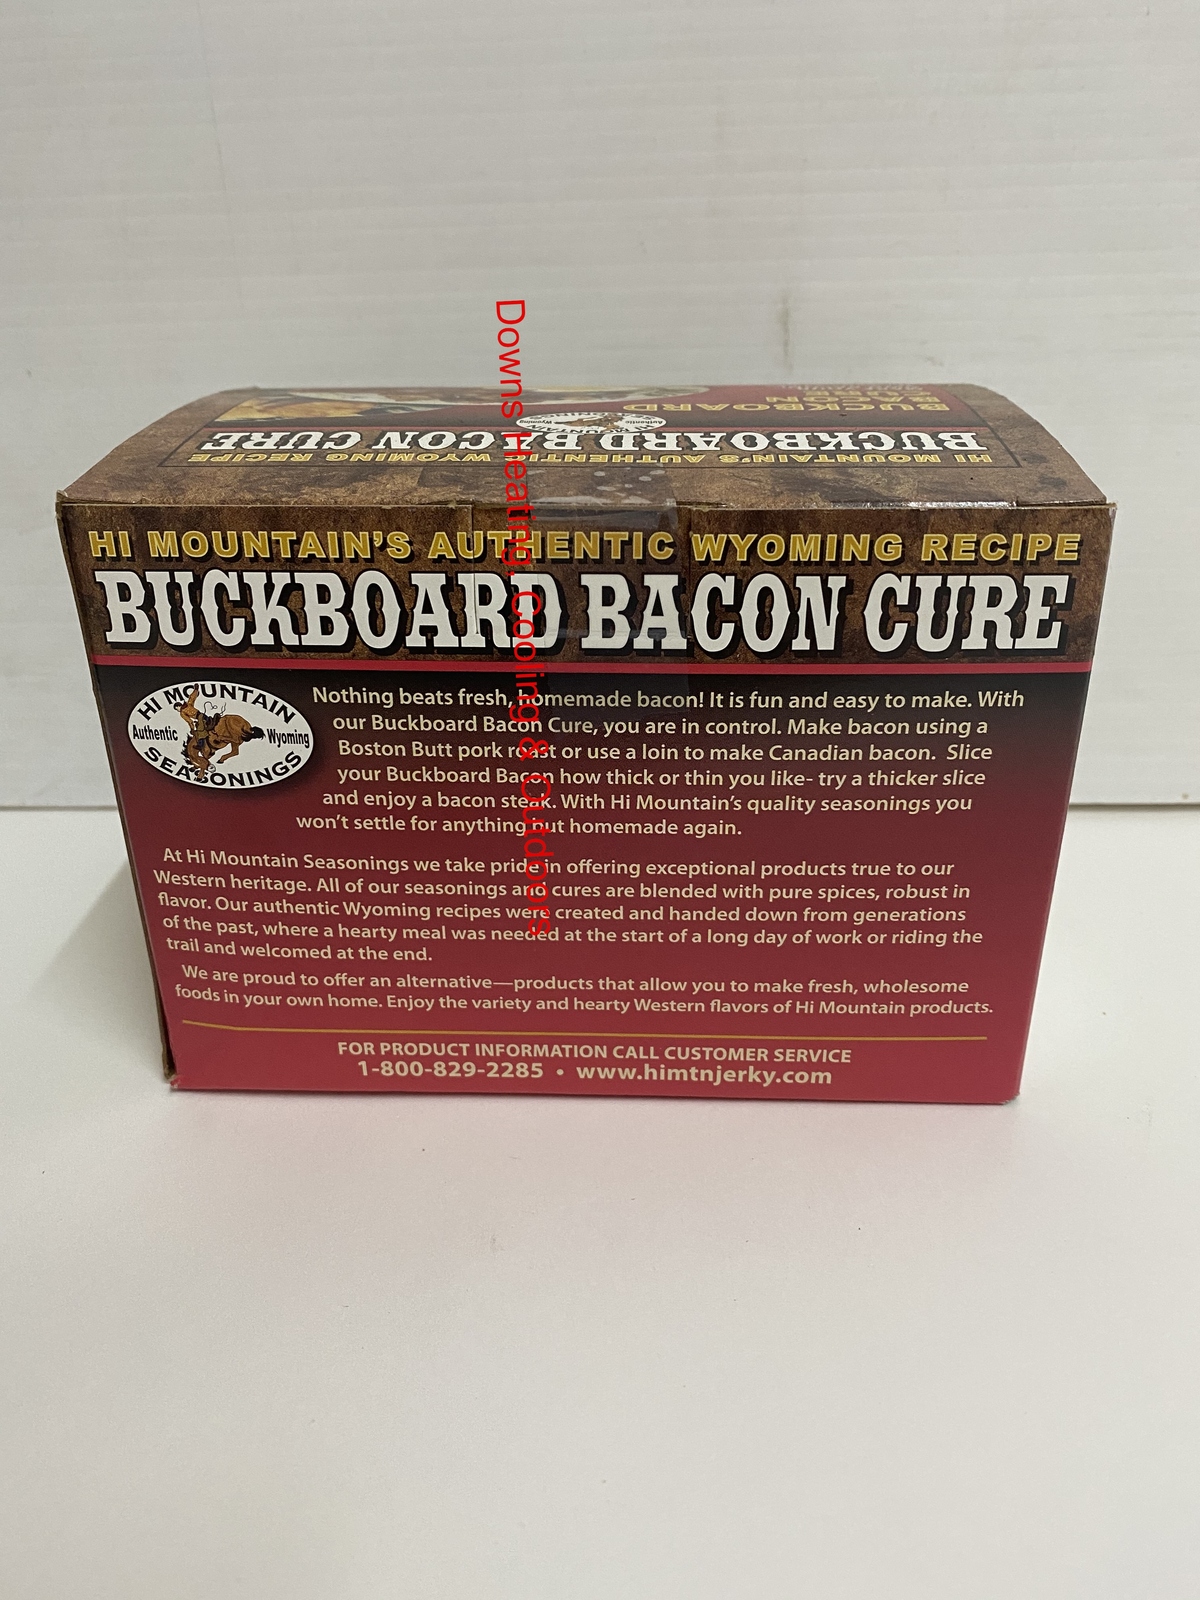 BUCKBOARD
BACON
HI MOUNTAIN
Authentic
Wyoming
BUCKBOARD BACON CURE
HI MOUNTAIN'S AUTHENTIC WYOMING RECIPE
HI MOUNTAIN'S AUTHENTIC WYOMING RECIPE
BUCKBOARD BACON CURE
HI MOUNTAIN
Authentic Wyoming
SEASONINGS
Nothing beats fresh, homemade bacon! It is fun and easy to make. With
our Buckboard Bacon Cure, you are in control. Make bacon using a
Boston Butt pork roast or use a loin to make Canadian bacon. Slice
your Buckboard Bacon how thick or thin you like- try a thicker slice
and enjoy a bacon steak. With Hi Mountain's quality seasonings you
won't settle for anything but homemade again.
At Hi Mountain Seasonings we take pride in offering exceptional products true to our
Western heritage. All of our seasonings and cures are blended with pure spices, robust in
flavor. Our authentic Wyoming recipes were created and handed down from generations
of the past, where a hearty meal was needed at the start of a long day of work or riding the
trail and welcomed at the end.
We are proud to offer an alternative—products that allow you to make fresh, wholesome
foods in your own home. Enjoy the variety and hearty Western flavors of Hi Mountain products.
FOR PRODUCT INFORMATION CALL CUSTOMER SERVICE
1-800-829-2285 • www.himtnjerky.com
Downs Heating, Cooling & Outdoors